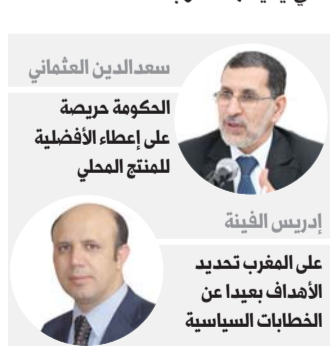 سعدالدين العثماني
الحكومة حريصة
على إعطاء الأفضلية
للمنتج المحلي
إدريس الفينة
على المغرب تحديد
الأهداف بعيدا عن
الخطابات السياسية